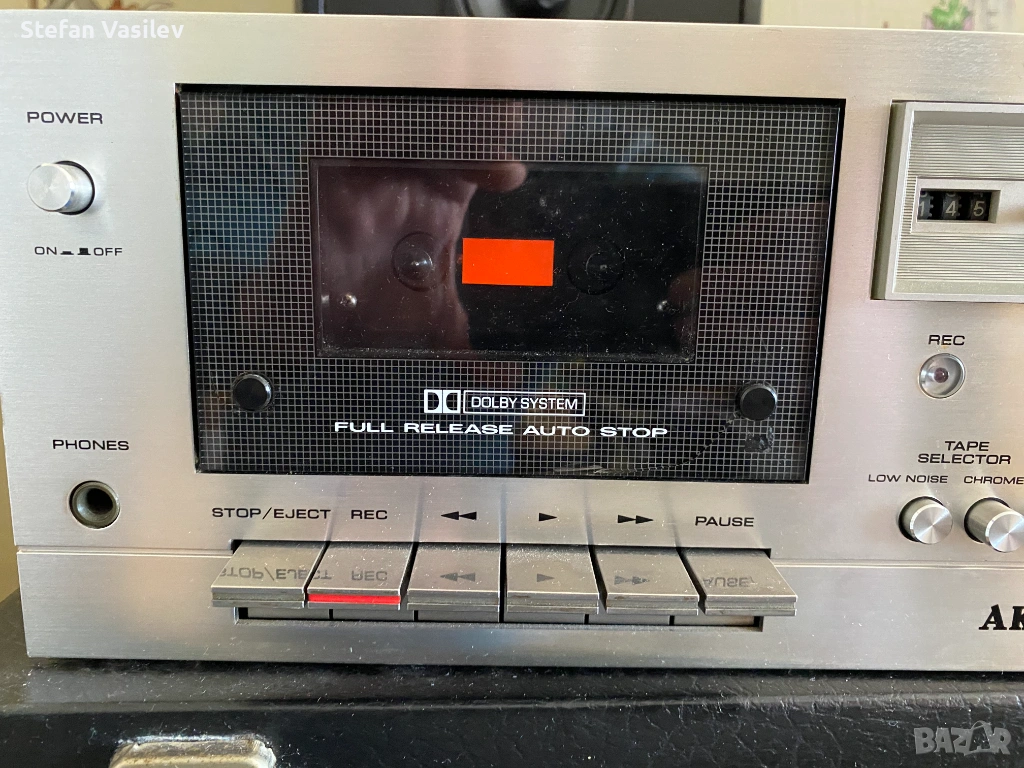 Stefan Vasilev
POWER
ON OFF
PHONES
DOLBY SYSTEM
FULL RELEASE AUTO STOP
STOP/EJECT REC PAUSE
145
REC
TAPE
SELECTOR
LOW NOISE CHROME
AK
BAZAR